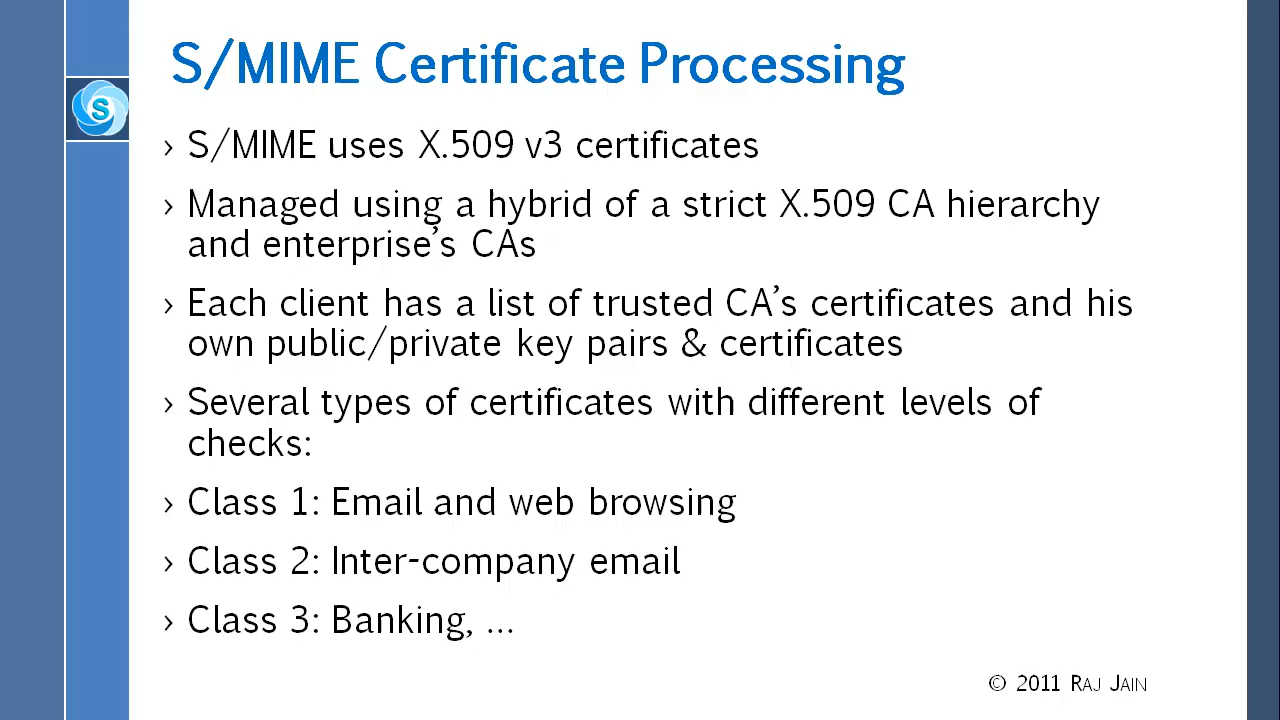 S/MIME Certificate Processing
S
› S/MIME uses X.509 v3 certificates
› Managed using a hybrid of a strict X.509 CA hierarchy
and enterprise’s CAs
› Each client has a list of trusted CA’s certificates and his
own public/private key pairs & certificates
› Several types of certificates with different levels of
checks:
› Class 1: Email and web browsing
› Class 2: Inter-company email
› Class 3: Banking, ...
© 2011 RAJ JAIN